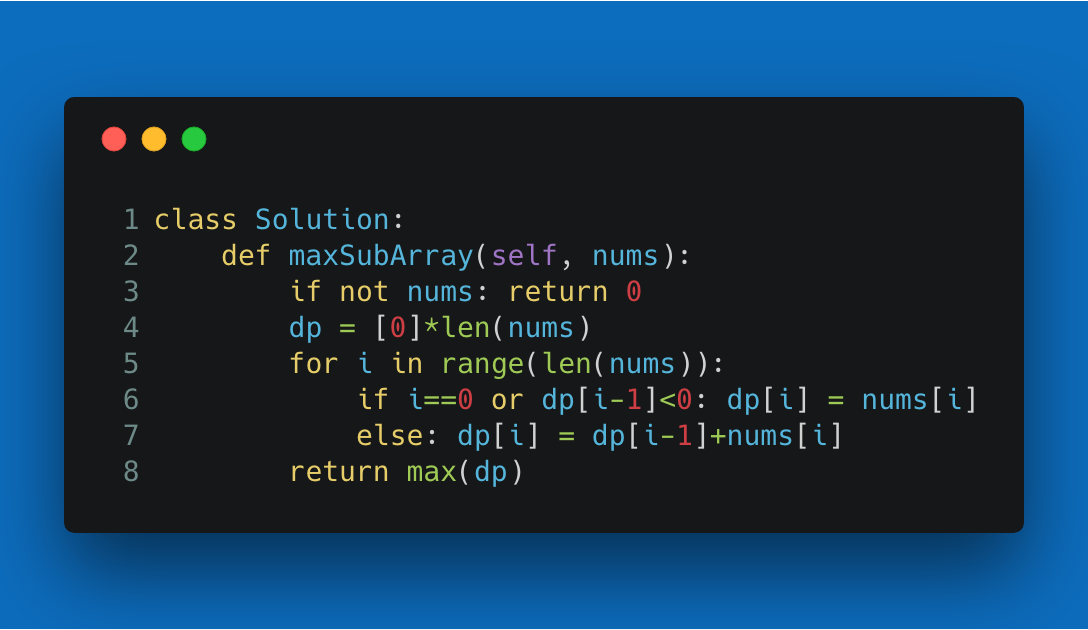 1 class Solution:
2     def maxSubArray(self, nums):
3         if not nums: return 0
4         dp = [0]*len(nums)
5         for i in range(len(nums)):
6             if i==0 or dp[i-1]<0: dp[i] = nums[i]
7             else: dp[i] = dp[i-1]+nums[i]
8         return max(dp)